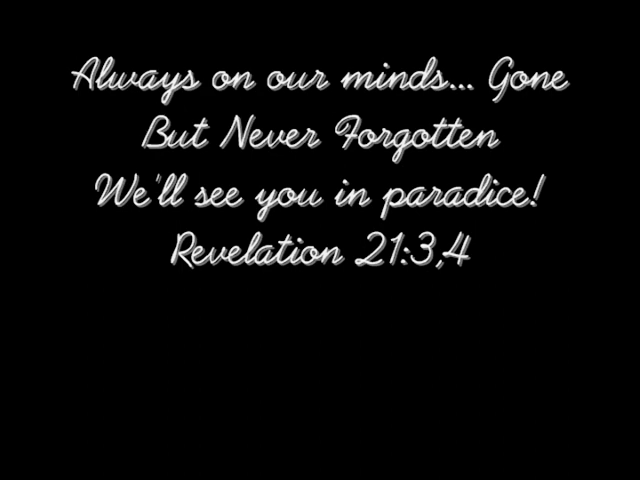 Always on our minds... Gone
But Never Forgotten
We'll see you in paradice!
Revelation 21:3,4